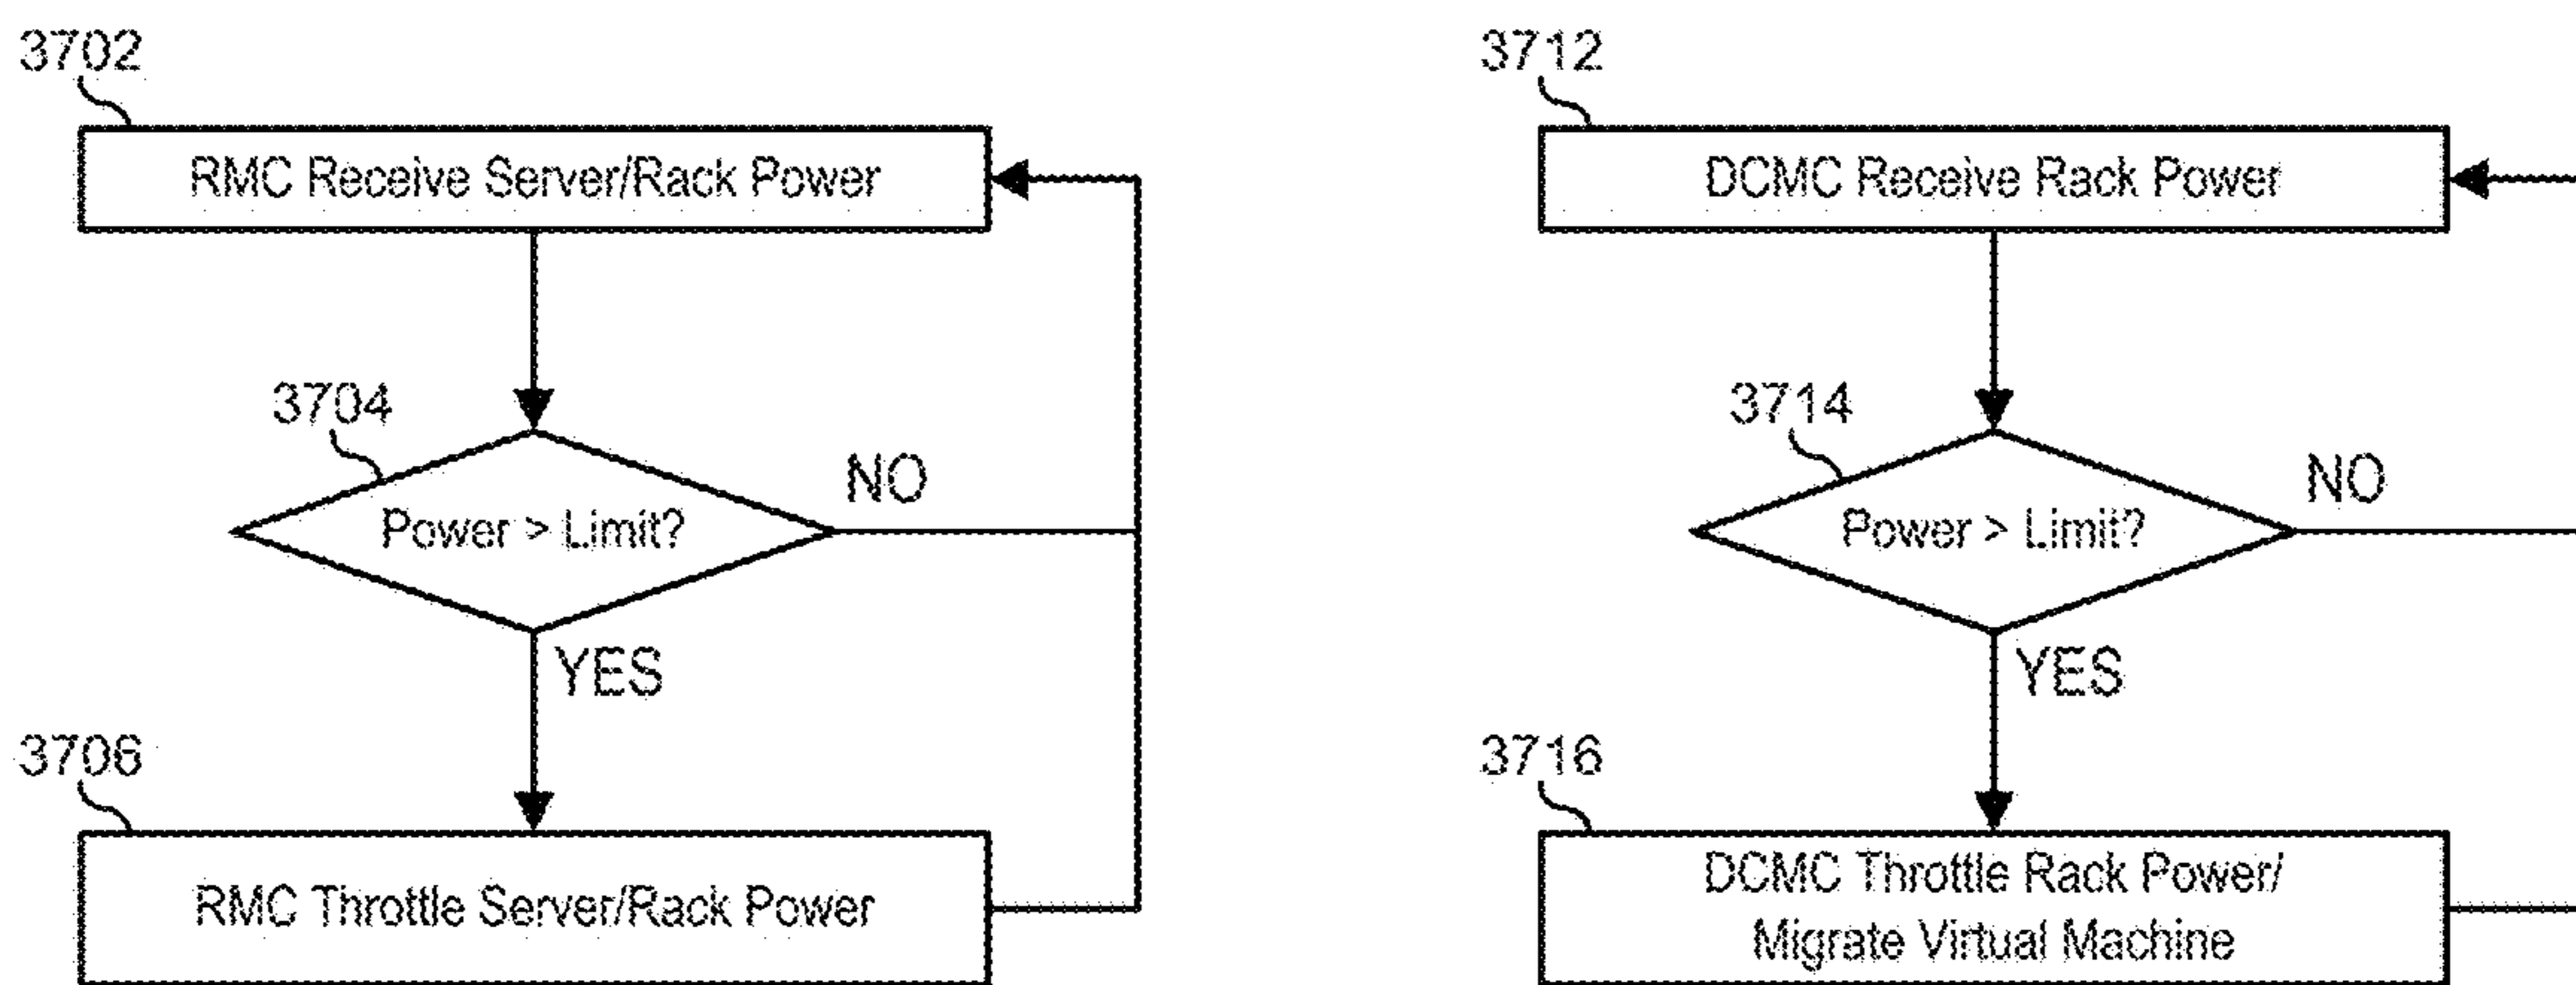 3702
RMC Receive Server/Rack Power
3704
Power > Limit?
NO
YES
3706
RMC Throttle Server/Rack Power
3712
DCMC Receive Rack Power
3714
Power > Limit?
NO
YES
3716
DCMC Throttle Rack Power/
Migrate Virtual Machine